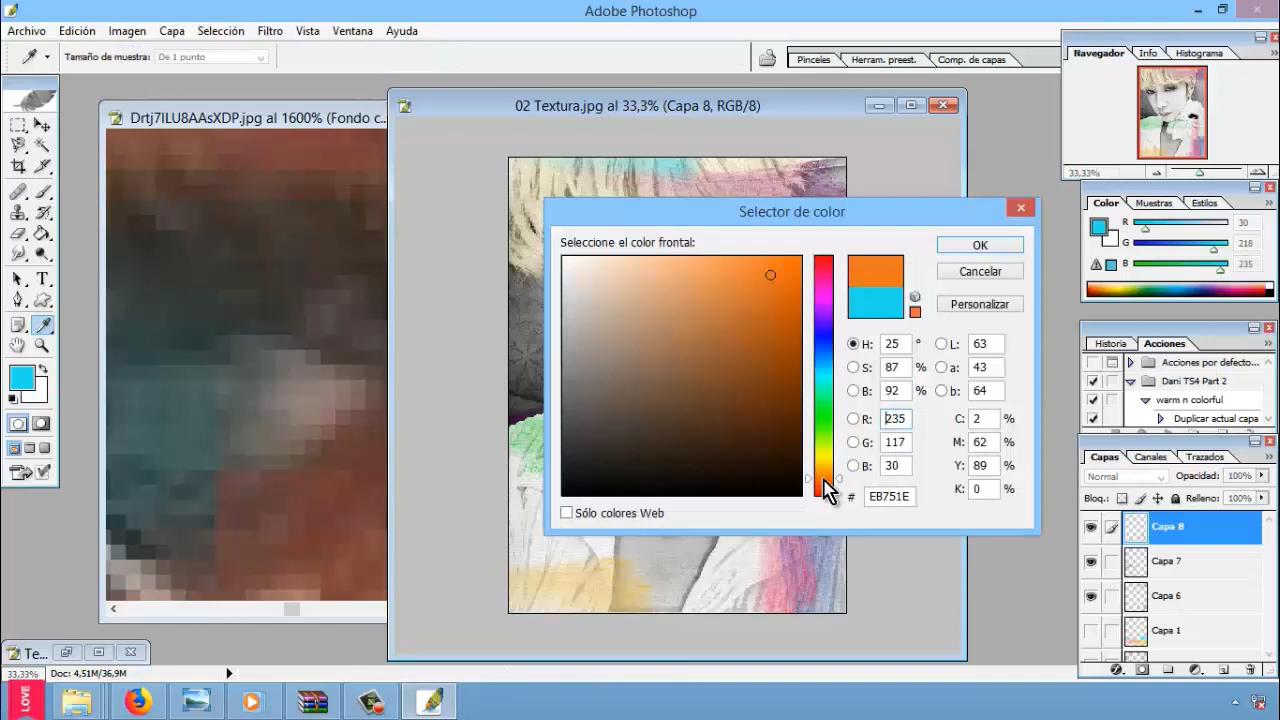 Adobe Photoshop
Archivo Edición Imagen Capa Selección Filtro Vista Ventana Ayuda
Tamaño de muestra: De 1 punto
Pinceles Herram. preest. Comp. de capas
Navegador Info Histograma
33,33%
Drtj7ILU8AAsXDP.jpg al 1600% (Fondo c...
02 Textura.jpg al 33,3% (Capa 8, RGB/8)
Color Muestras Estilos
R 30
G 218
B 235
Selector de color
Seleccione el color frontal:
OK
Cancelar
Personalizar
H: 25 º L: 63
S: 87 % a: 43
B: 92 % b: 64
R: 235 C: 2 %
G: 117 M: 62 %
B: 30 Y: 89 %
# EB751E K: 0 %
Sólo colores Web
Historia Acciones
Acciones por defecto...
Dani TS4 Part 2
warm n colorful
Duplicar actual capa
Capas Canales Trazados
Normal Opacidad: 100%
Bloq.: Relleno: 100%
Capa 8
Capa 7
Capa 6
Capa 1
Te...
33,33% Doc: 4,51M/36,9M
LOVE